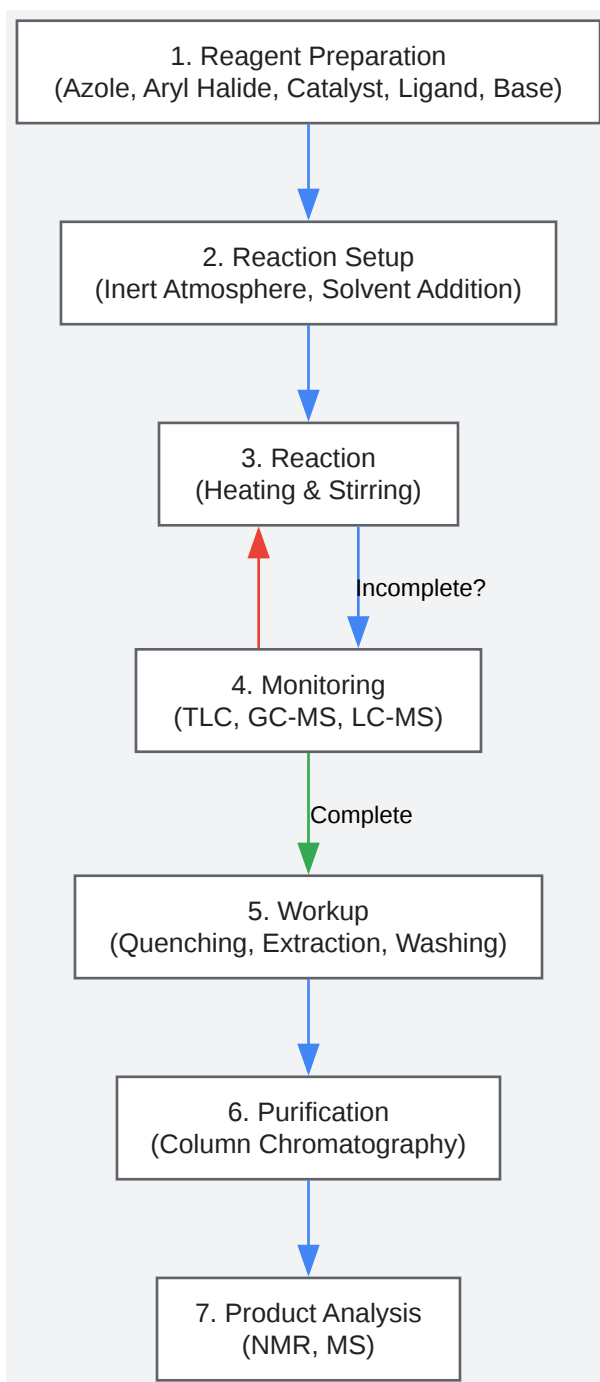 1. Reagent Preparation
(Azole, Aryl Halide, Catalyst, Ligand, Base)
2. Reaction Setup
(Inert Atmosphere, Solvent Addition)
3. Reaction
(Heating & Stirring)
Incomplete?
4. Monitoring
(TLC, GC-MS, LC-MS)
Complete
5. Workup
(Quenching, Extraction, Washing)
6. Purification
(Column Chromatography)
7. Product Analysis
(NMR, MS)